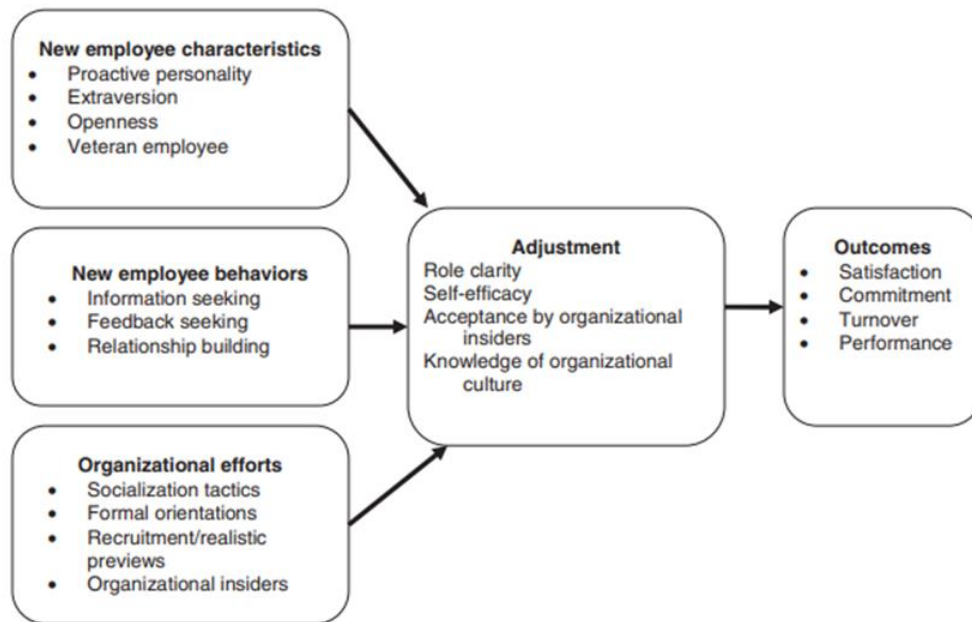 New employee characteristics
• Proactive personality
• Extraversion
• Openness
• Veteran employee
New employee behaviors
• Information seeking
• Feedback seeking
• Relationship building
Organizational efforts
• Socialization tactics
• Formal orientations
• Recruitment/realistic
previews
• Organizational insiders
Adjustment
Role clarity
Self-efficacy
Acceptance by organizational
insiders
Knowledge of organizational
culture
Outcomes
• Satisfaction
• Commitment
• Turnover
• Performance